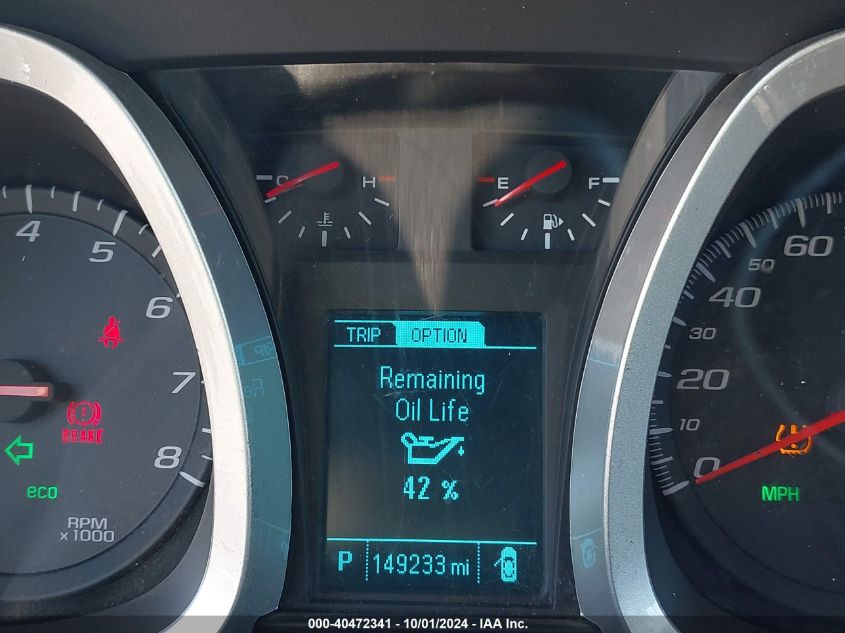 C H E F
4 5 6 7 8
BRAKE
eco
RPM
x 1000
TRIP OPTION
Remaining
Oil Life
42 %
P 149233 mi
60
50
40
30
20
10
0
MPH
000-40472341 - 10/01/2024 - IAA Inc.